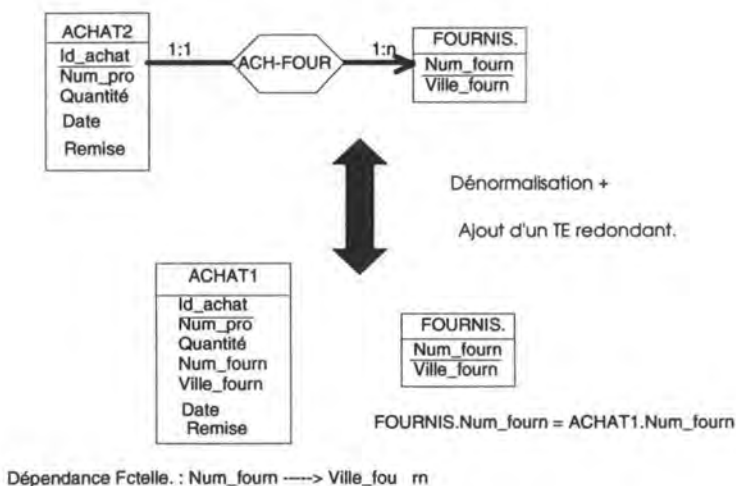 ACHAT2
Id_achat
Num_pro
Quantité
Date
Remise
1:1
ACH-FOUR
1:n
FOURNIS.
Num_fourn
Ville_fourn
Dénormalisation +
Ajout d'un TE redondant.
ACHAT1
Id_achat
Num_pro
Quantité
Num_fourn
Ville_fourn
Date
Remise
FOURNIS.
Num_fourn
Ville_fourn
FOURNIS.Num_fourn = ACHAT1.Num_fourn
Dépendance Fctelle. : Num_fourn -----> Ville_fou rn